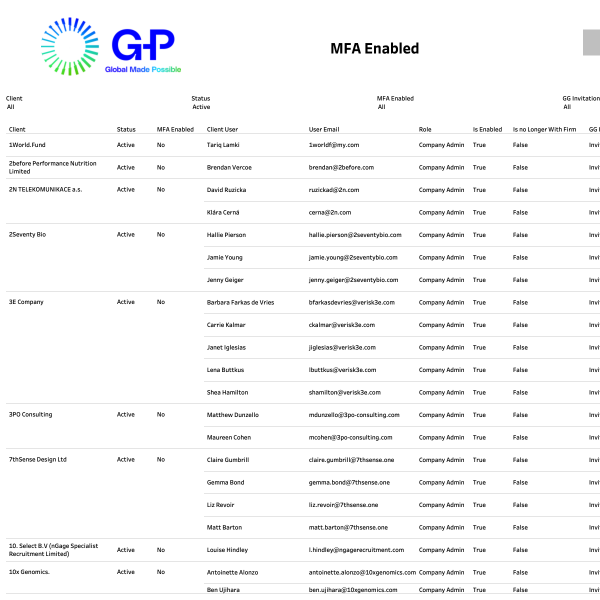 G-P
Global Made Possible
MFA Enabled
Client Status MFA Enabled GG Invitation
All Active All All
Client Status MFA Enabled Client User User Email Role Is Enabled Is no Longer With Firm GG I
1World.Fund Active No Tariq Lamki 1worldf@my.com Company Admin True False Invi
2before Performance Nutrition
Limited Active No Brendan Vercoe brendan@2before.com Company Admin True False Invi
2N TELEKOMUNIKACE a.s. Active No David Ruzicka ruzickad@2n.com Company Admin True False Invi
Klára Cerná cerna@2n.com Company Admin True False Invi
2Seventy Bio Active No Hallie Pierson hallie.pierson@2seventybio.com Company Admin True False Invi
Jamie Young jamie.young@2seventybio.com Company Admin True False Invi
Jenny Geiger jenny.geiger@2seventybio.com Company Admin True False Invi
3E Company Active No Barbara Farkas de Vries bfarkasdevries@verisk3e.com Company Admin True False Invi
Carrie Kalmar ckalmar@verisk3e.com Company Admin True False Invi
Janet Iglesias jiglesias@verisk3e.com Company Admin True False Invi
Lena Buttkus lbuttkus@verisk3e.com Company Admin True False Invi
Shea Hamilton shamilton@verisk3e.com Company Admin True False Invi
3PO Consulting Active No Matthew Dunzello mdunzello@3po-consulting.com Company Admin True False Invi
Maureen Cohen mcohen@3po-consulting.com Company Admin True False Invi
7thSense Design Ltd Active No Claire Gumbrill claire.gumbrill@7thsense.one Company Admin True False Invi
Gemma Bond gemma.bond@7thsense.one Company Admin True False Invi
Liz Revoir liz.revoir@7thsense.one Company Admin True False Invi
Matt Barton matt.barton@7thsense.one Company Admin True False Invi
10. Select B.V (nGage Specialist
Recruitment Limited) Active No Louise Hindley l.hindley@ngagerecruitment.com Company Admin True False Invi
10x Genomics. Active No Antoinette Alonzo antoinette.alonzo@10xgenomics.com Company Admin True False Invi
Ben Ujihara ben.ujihara@10xgenomics.com Company Admin True False Invi